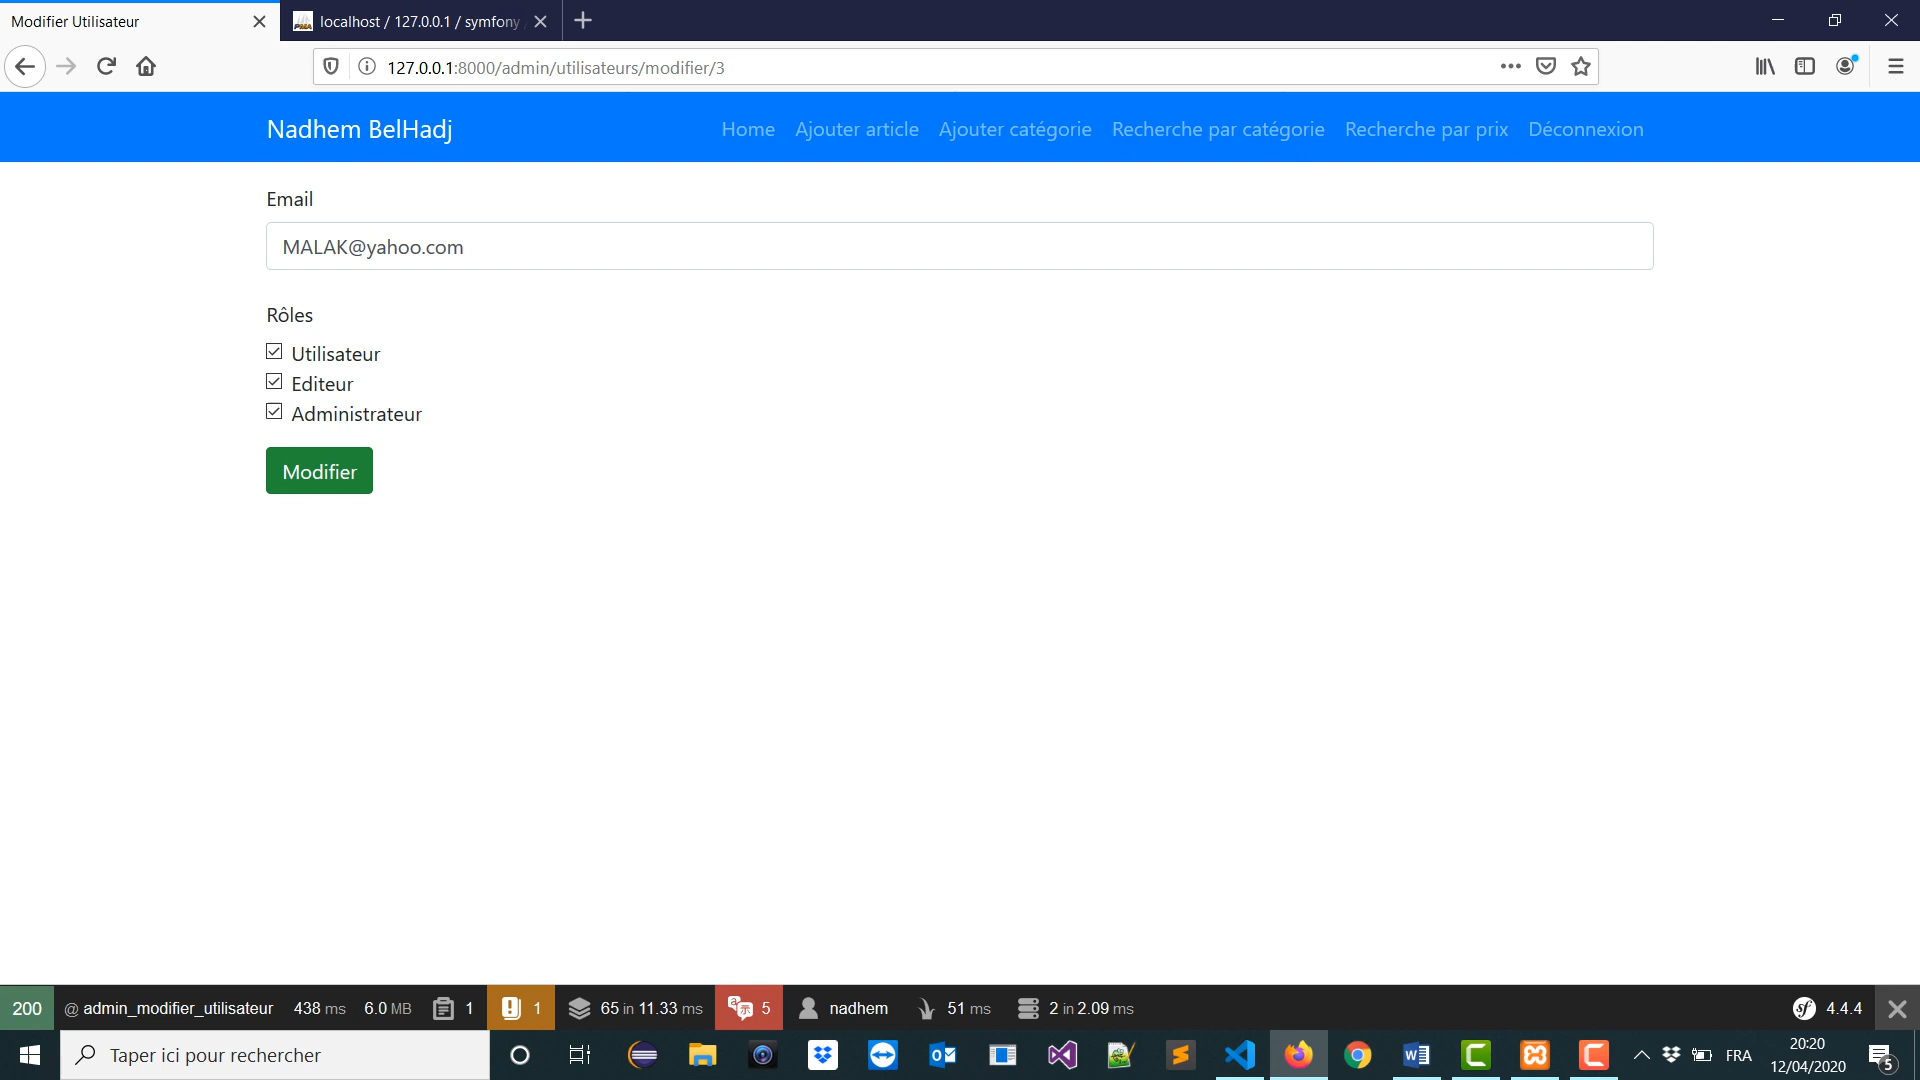 Modifier Utilisateur
localhost / 127.0.0.1 / symfony
127.0.0.1:8000/admin/utilisateurs/modifier/3
Nadhem BelHadj
Home Ajouter article Ajouter catégorie Recherche par catégorie Recherche par prix Déconnexion
Email
MALAK@yahoo.com
Rôles
Utilisateur
Editeur
Administrateur
Modifier
200 @ admin_modifier_utilisateur 438 ms 6.0 MB 1 1 65 in 11.33 ms 5 nadhem 51 ms 2 in 2.09 ms sf 4.4.4
Taper ici pour rechercher
FRA
20:20
12/04/2020
5